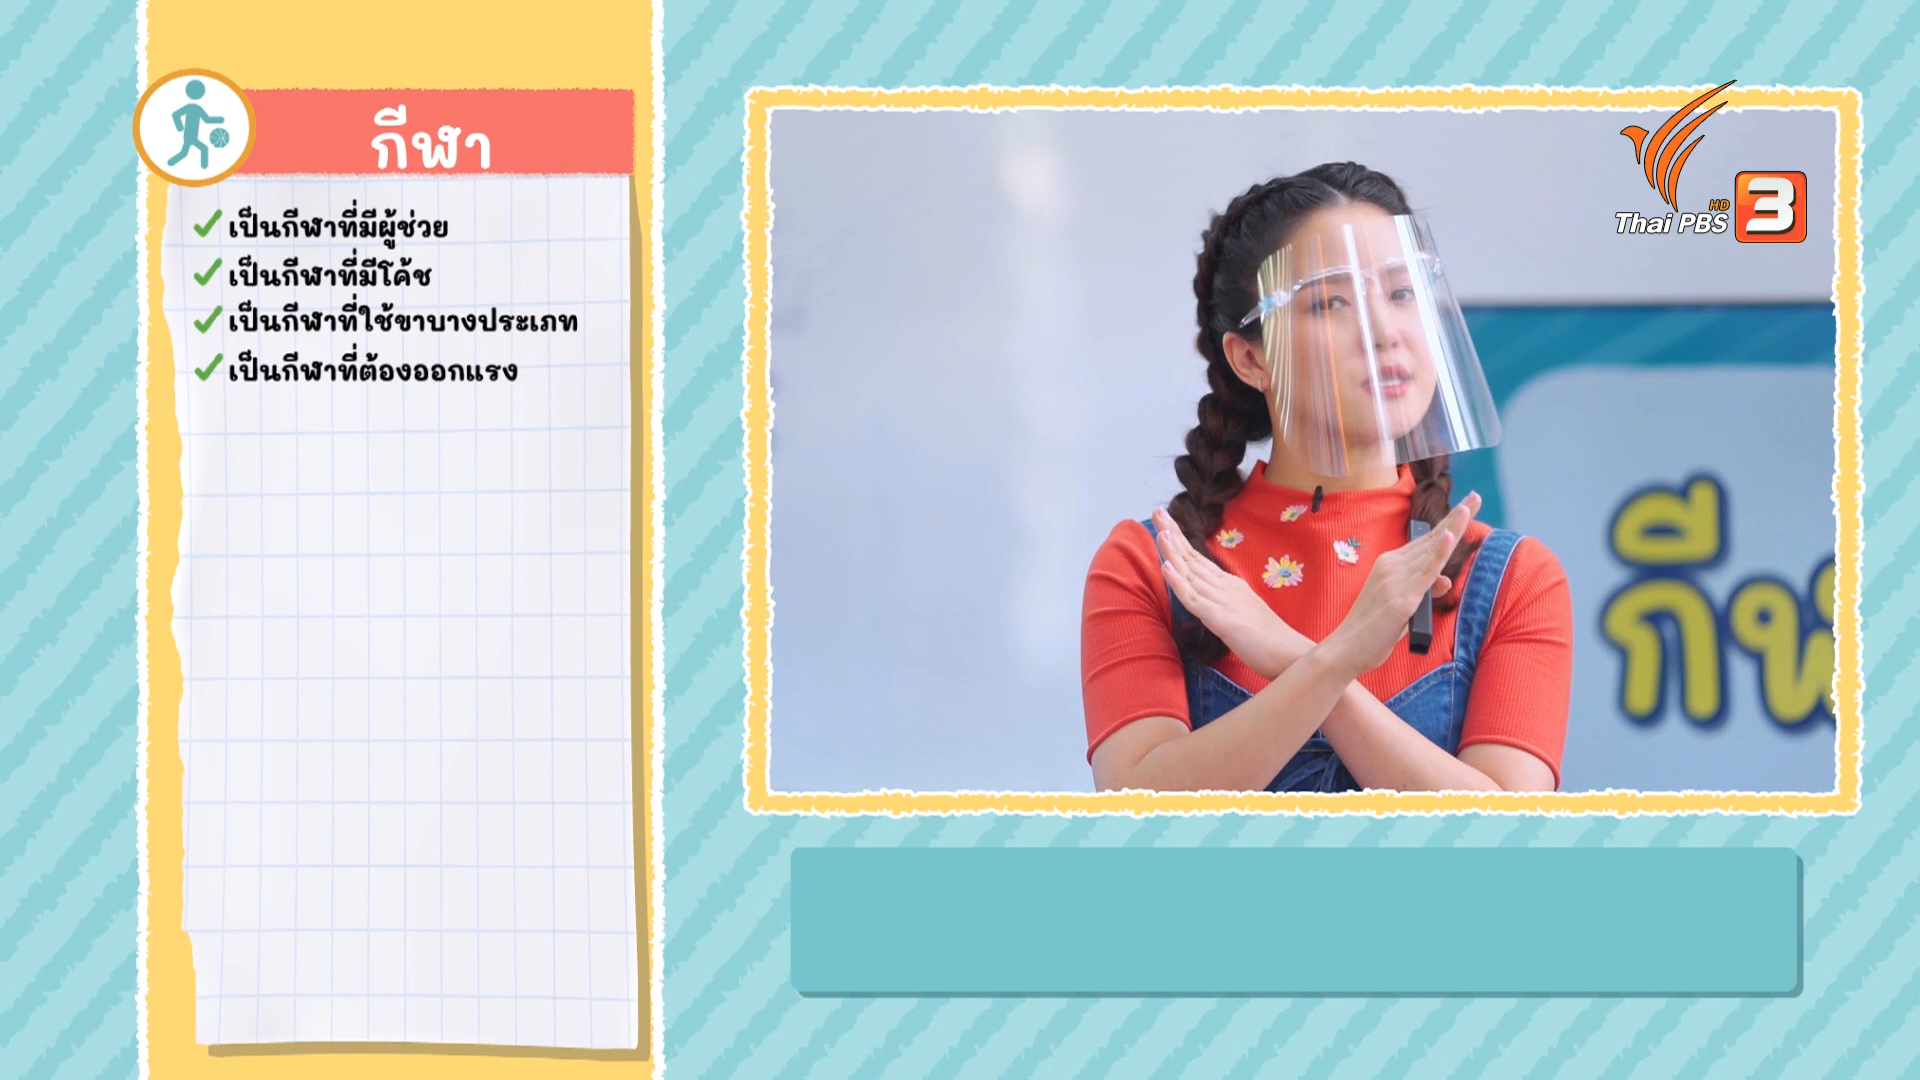 กีฬา
เป็นกีฬาที่มีผู้ช่วย
เป็นกีฬาที่มีโค้ช
เป็นกีฬาที่ใช้ขาบางประเภท
เป็นกีฬาที่ต้องออกแรง
HD
Thai PBS 3
กีฬ